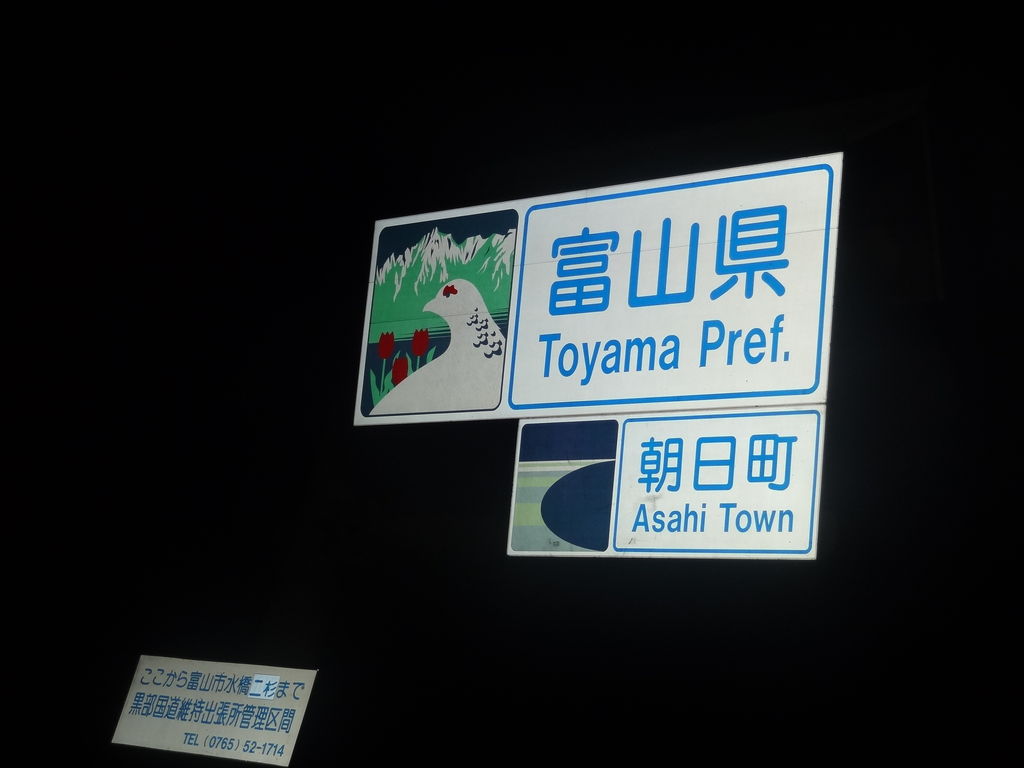 富山県
Toyama Pref.
朝日町
Asahi Town
ここから富山市水橋二杉まで
黒部国道維持出張所管理区間
TEL (0765) 52-1714